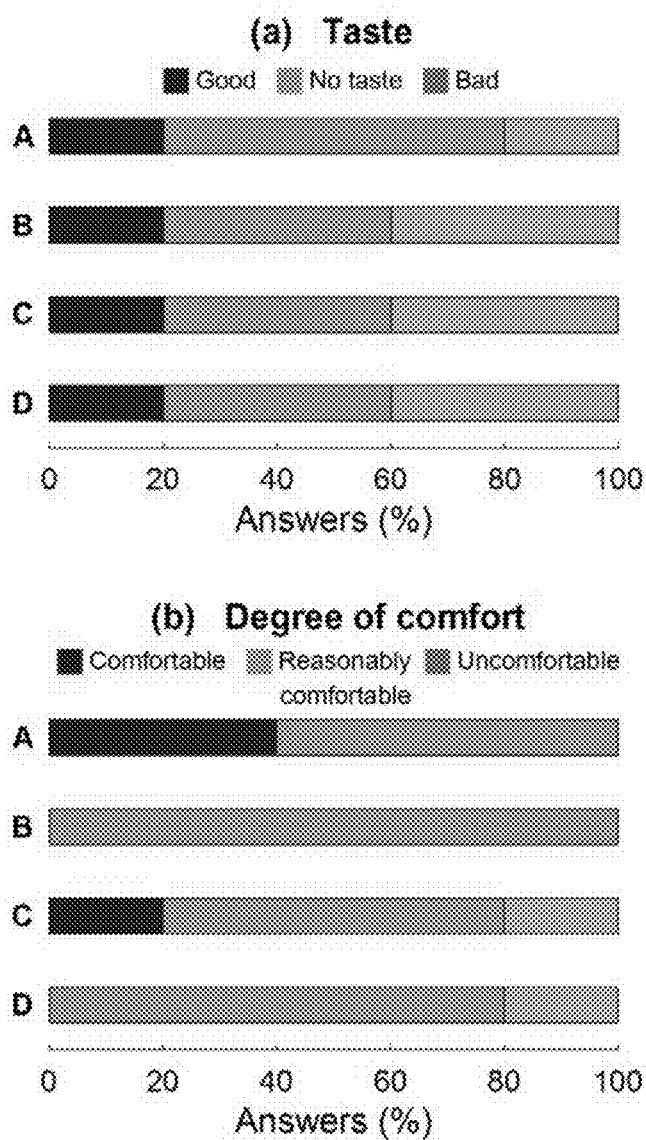 (a) Taste
Good No taste Bad
A
B
C
D
0 20 40 60 80 100
Answers (%)
(b) Degree of comfort
Comfortable Reasonably Uncomfortable
comfortable
A
B
C
D
0 20 40 60 80 100
Answers (%)